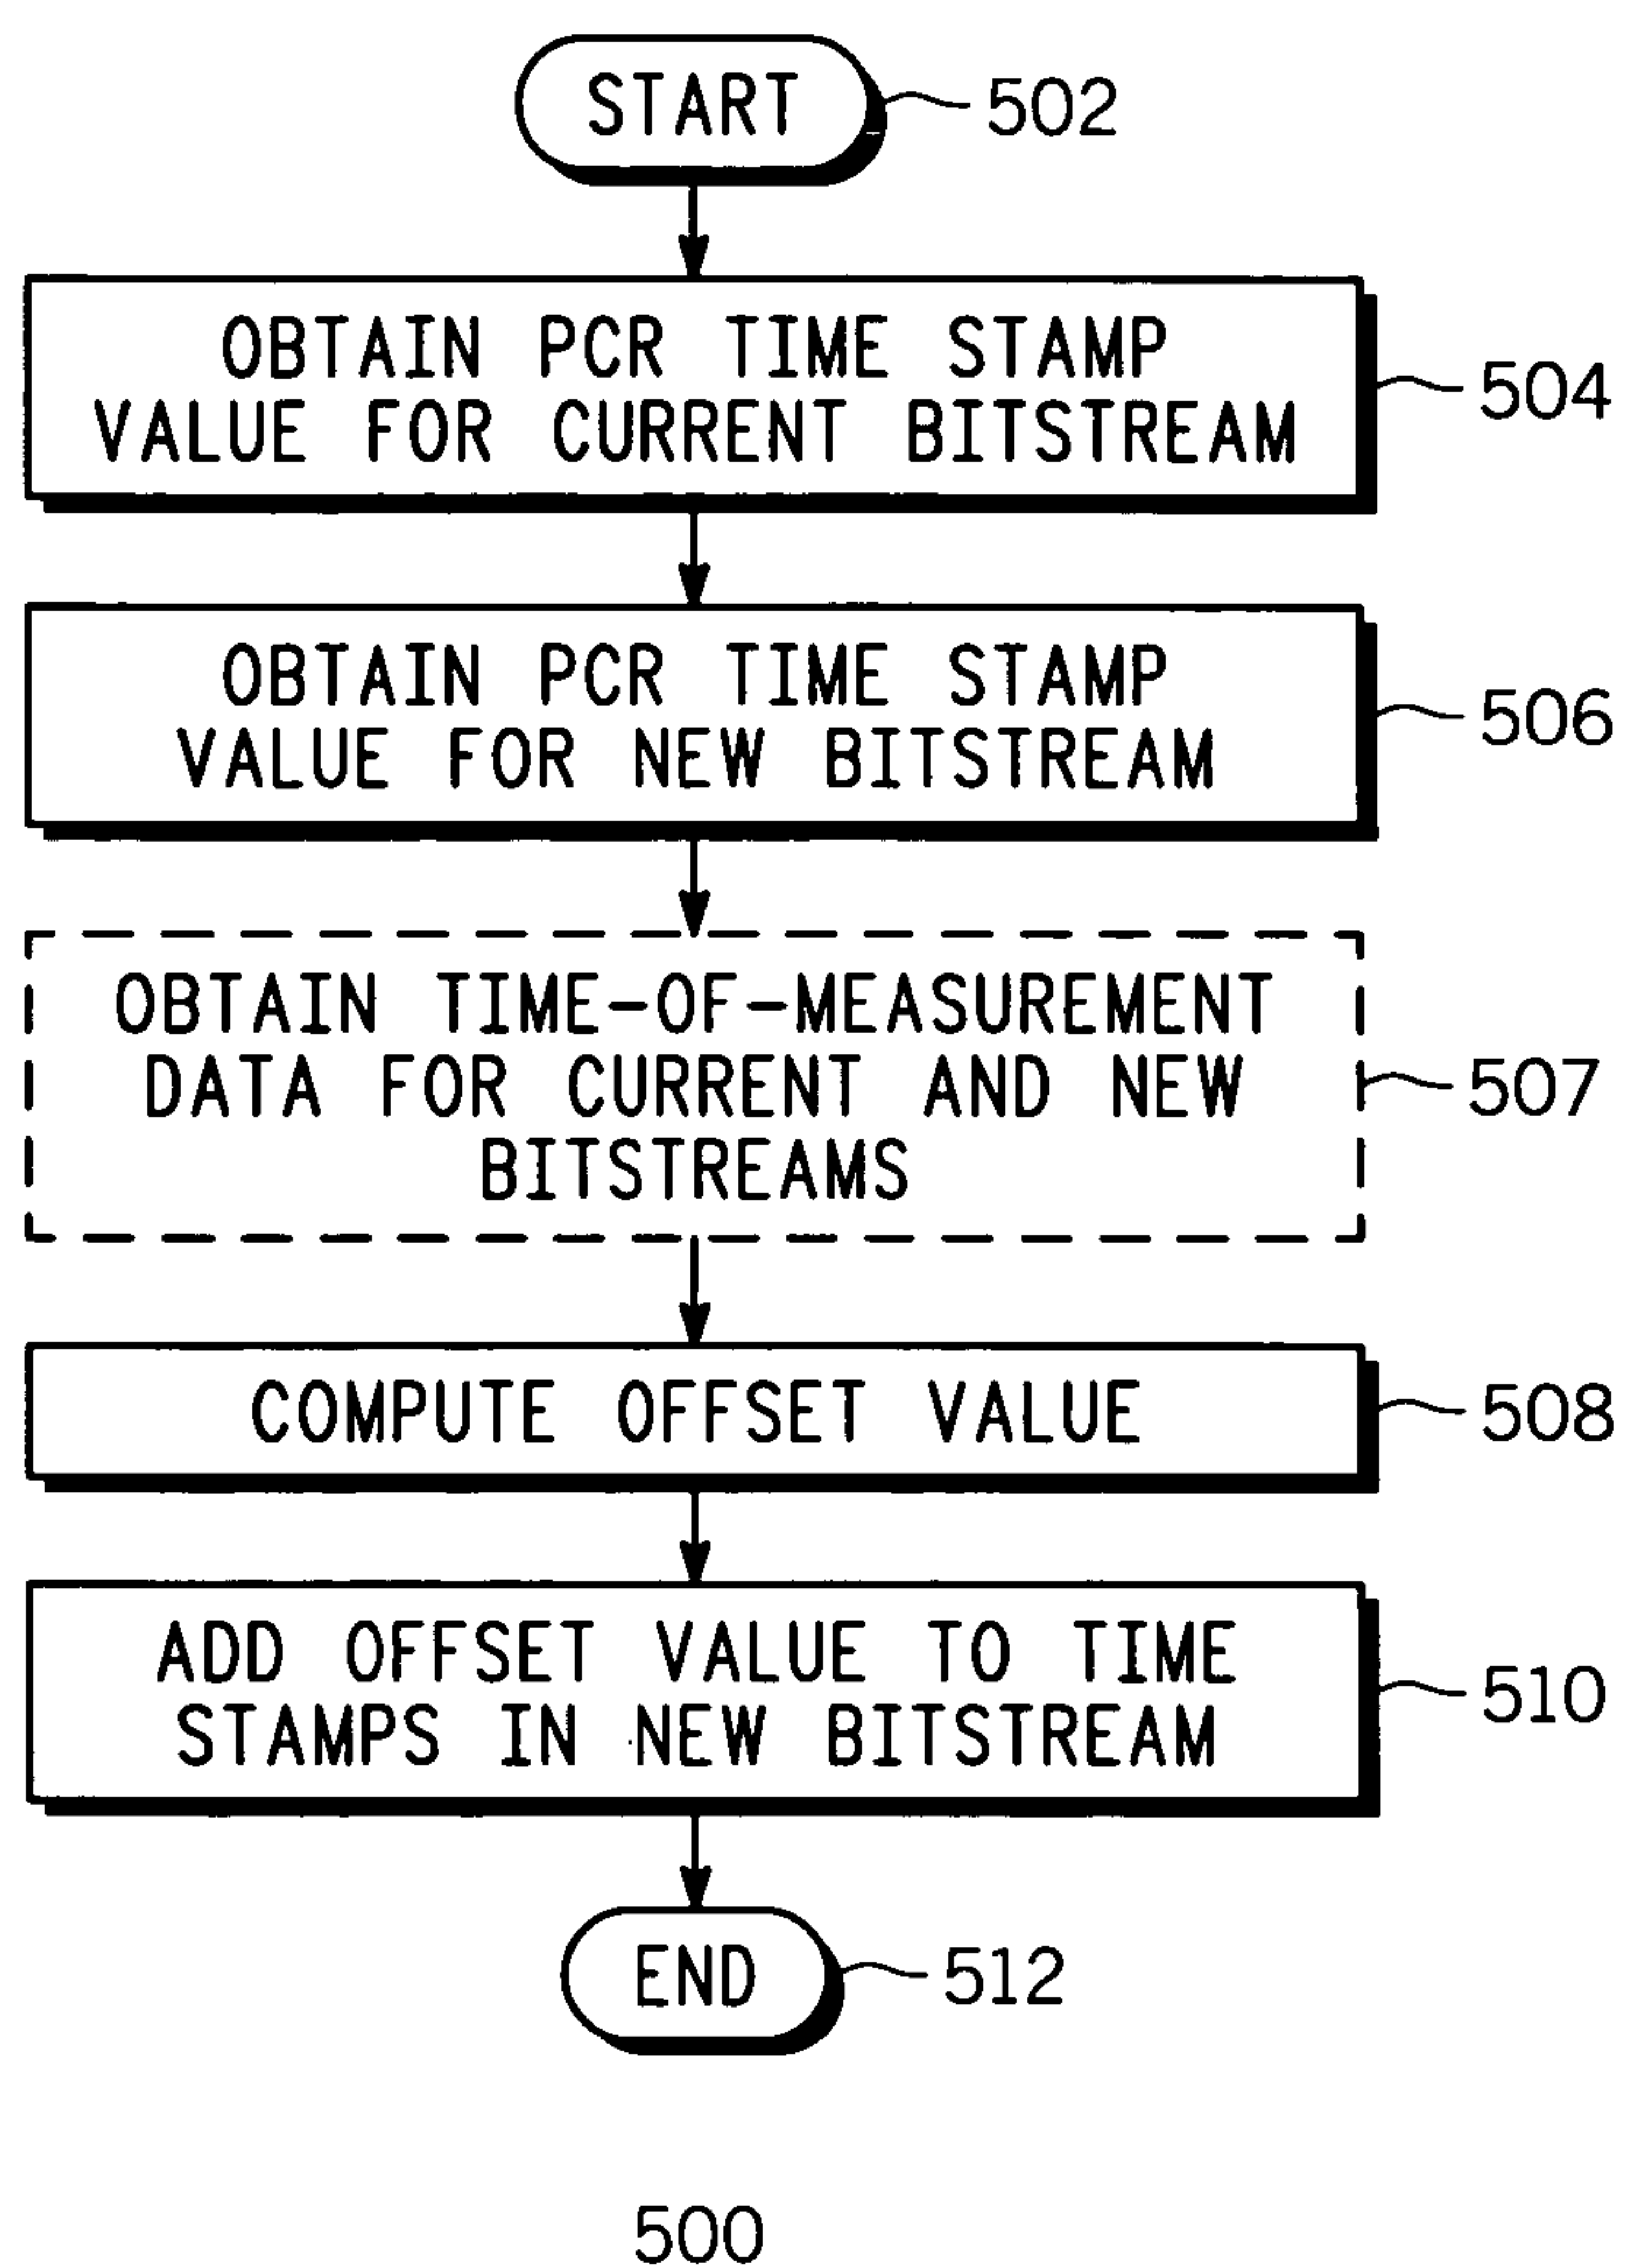 START
502
OBTAIN PCR TIME STAMP
VALUE FOR CURRENT BITSTREAM
504
OBTAIN PCR TIME STAMP
VALUE FOR NEW BITSTREAM
506
OBTAIN TIME-OF-MEASUREMENT
DATA FOR CURRENT AND NEW
BITSTREAMS
507
COMPUTE OFFSET VALUE
508
ADD OFFSET VALUE TO TIME
STAMPS IN NEW BITSTREAM
510
END
512
500